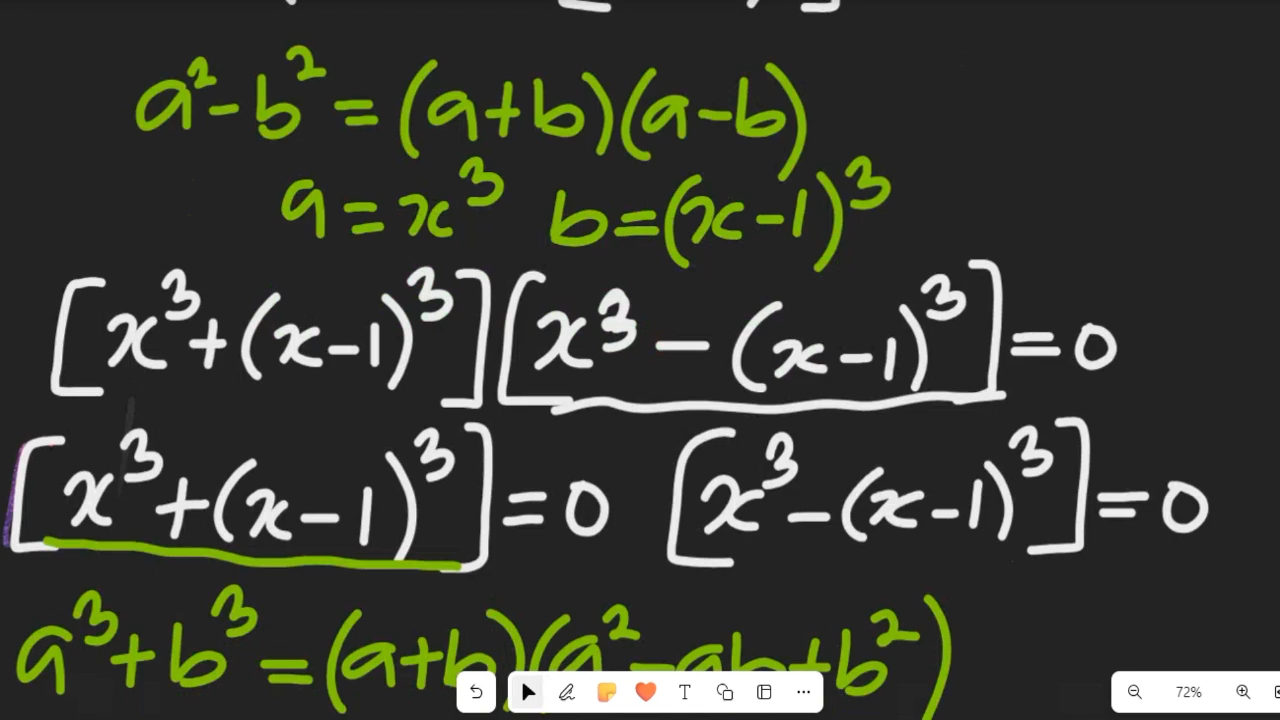 a²-b²=(a+b)(a-b)
a=x³ b=(x-1)³
[x³+(x-1)³][x³-(x-1)³]=0
[x³+(x-1)³]=0 [x³-(x-1)³]=0
a³+b³=(a+b)(a²-ab+b²)
T
72%